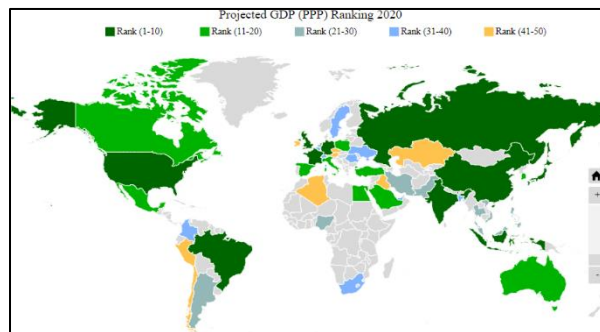 Projected GDP (PPP) Ranking 2020
Rank (1-10) Rank (11-20) Rank (21-30) Rank (31-40) Rank (41-50)
+
-